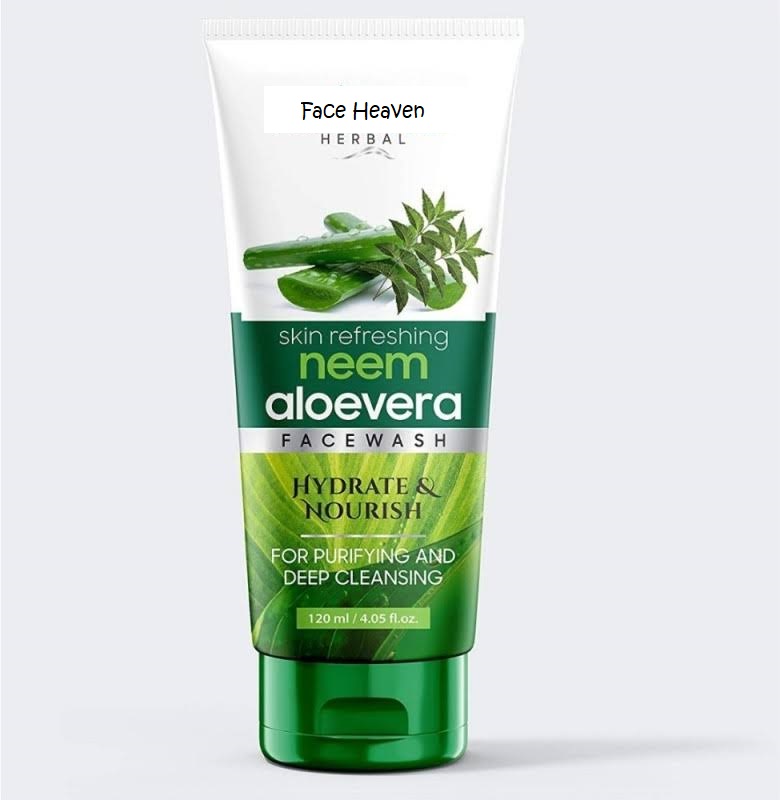 Face Heaven
HERBAL
skin refreshing
neem
aloevera
FACEWASH
HYDRATE &
NOURISH
FOR PURIFYING AND
DEEP CLEANSING
120 ml / 4.05 fl.oz.